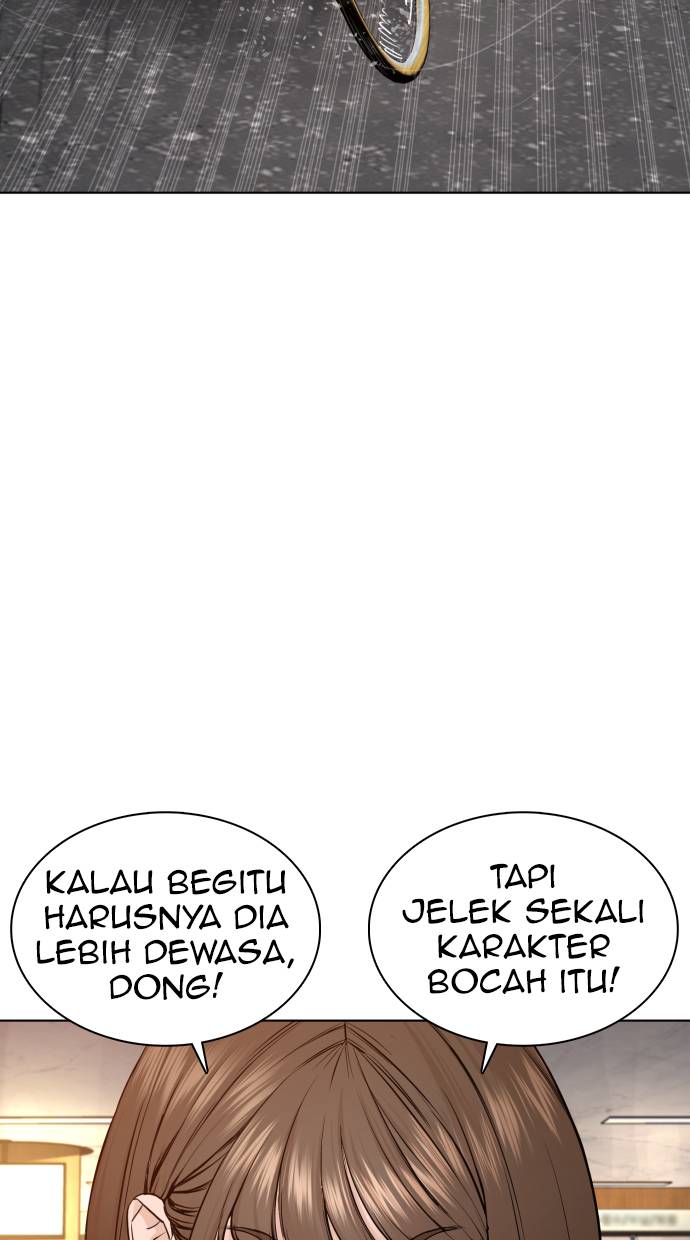 KALAU BEGITU
HARUSNYA DIA
LEBIH DEWASA,
DONG!
TAPI
JELEK SEKALI
KARAKTER
BOCAH ITU!